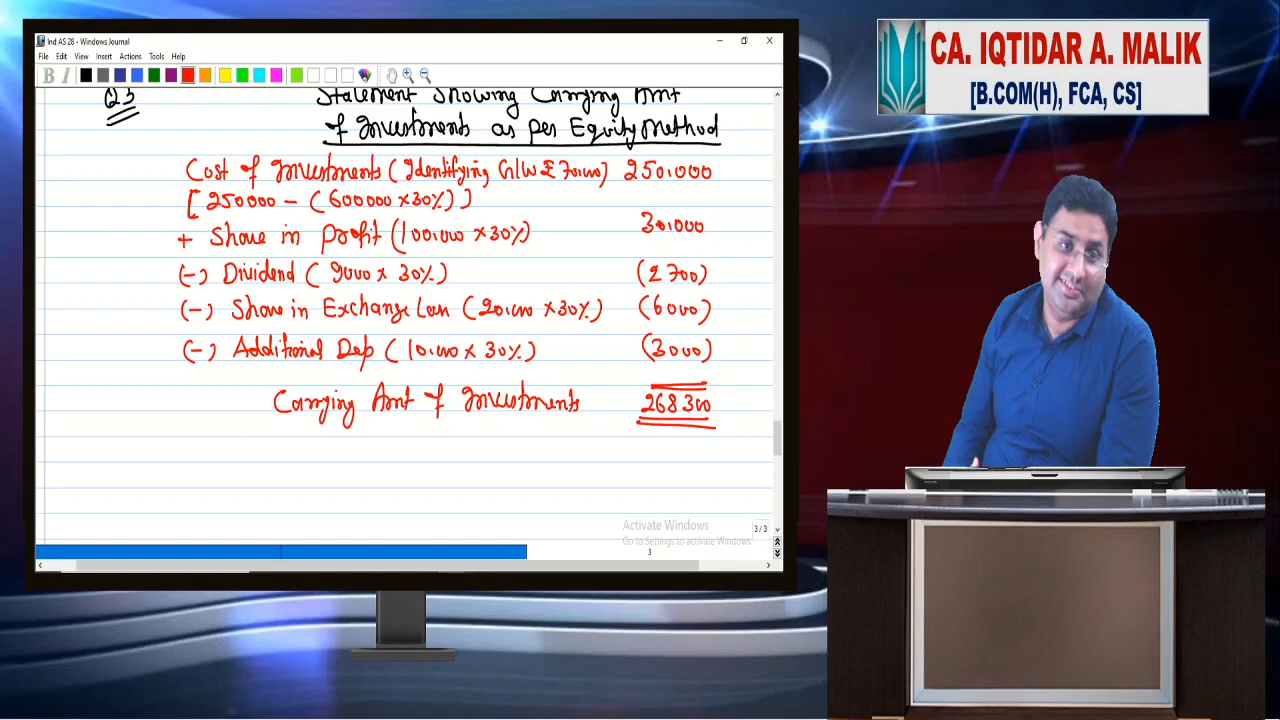 Ind AS 28 - Windows Journal
File Edit View Insert Actions Tools Help
B I
Q3
Statement Showing Carrying Amt
of Investments as per Equity Method
Cost of Investments (Identifying G/W ₤ 70,000) 250,000
[250000 - (600000 x 30%)]
+ Share in Profit (100,000 x 30%) 30,000
(-) Dividend (9000 x 30%) (2700)
(-) Share in Exchange Loss (20,000 x 30%) (6000)
(-) Additional Dep (10,000 x 30%) (3000)
Carrying Amt of Investments 268300
Activate Windows
Go to Settings to activate Windows.
3 / 3
3
CA. IQTIDAR A. MALIK
[B.COM(H), FCA, CS]